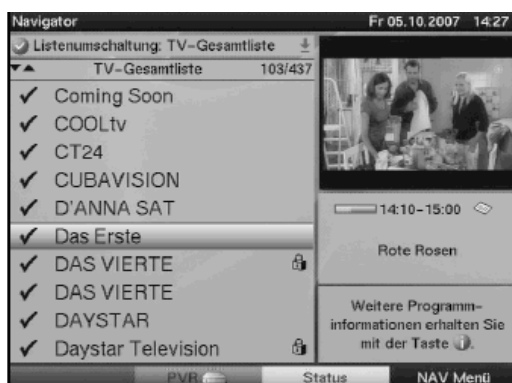 Navigator
Fr 05.10.2007 14:27
Listenumschaltung: TV-Gesamtliste
TV-Gesamtliste 103/437
Coming Soon
COOLtv
CT24
CUBAVISION
D'ANNA SAT
Das Erste
DAS VIERTE
DAS VIERTE
DAYSTAR
Daystar Television
14:10-15:00
Rote Rosen
Weitere Programm-
informationen erhalten Sie
mit der Taste i.
PVR
Status
NAV Menü